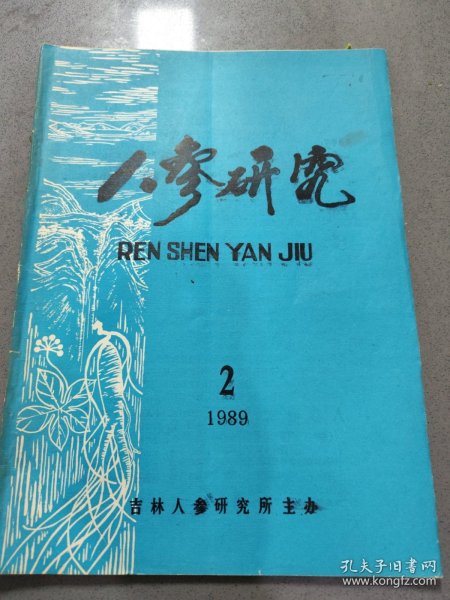 人参研究
REN SHEN YAN JIU
2
1989
吉林人参研究所主办
孔夫子旧书网
www.kongfz.com